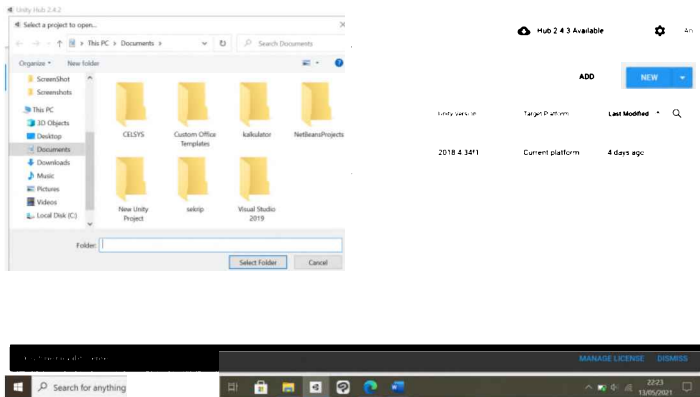 Unity Hub 2.4.2
Select a project to open...
This PC > Documents >
Search Documents
Organize
New folder
ScreenShot
Screenshots
This PC
3D Objects
Desktop
Documents
Downloads
Music
Pictures
Videos
Local Disk (C:)
CELSYS
Custom Office Templates
kalkulator
NetBeansProjects
New Unity Project
sekrip
Visual Studio 2019
Folder:
Select Folder
Cancel
Hub 2 4 3 Available
An
ADD
NEW
Unity Version
Target Platform
Last Modified
2018 4 34f1
Current platform
4 days ago
MANAGE LICENSE
DISMISS
Search for anything
22:23
13/05/2021